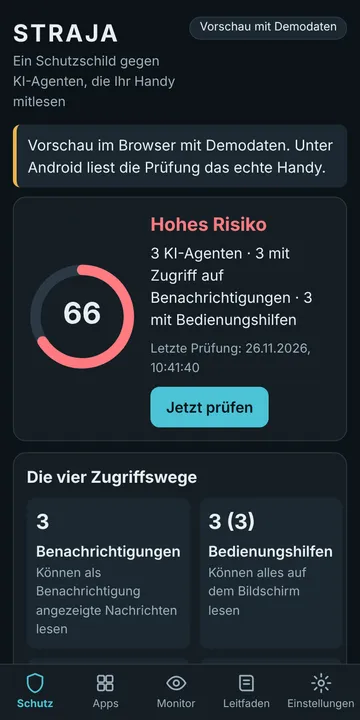 STRAJA
Vorschau mit Demodaten
Ein Schutzschild gegen
KI-Agenten, die Ihr Handy
mitlesen
Vorschau im Browser mit Demodaten. Unter
Android liest die Prüfung das echte Handy.
66
Hohes Risiko
3 KI-Agenten · 3 mit
Zugriff auf
Benachrichtigungen · 3
mit Bedienungshilfen
Letzte Prüfung: 26.11.2026,
10:41:40
Jetzt prüfen
Die vier Zugriffswege
3
Benachrichtigungen
Können als
Benachrichtigung
angezeigte Nachrichten
lesen
3 (3)
Bedienungshilfen
Können alles auf
dem Bildschirm
lesen
Schutz
Apps
Monitor
Leitfaden
Einstellungen